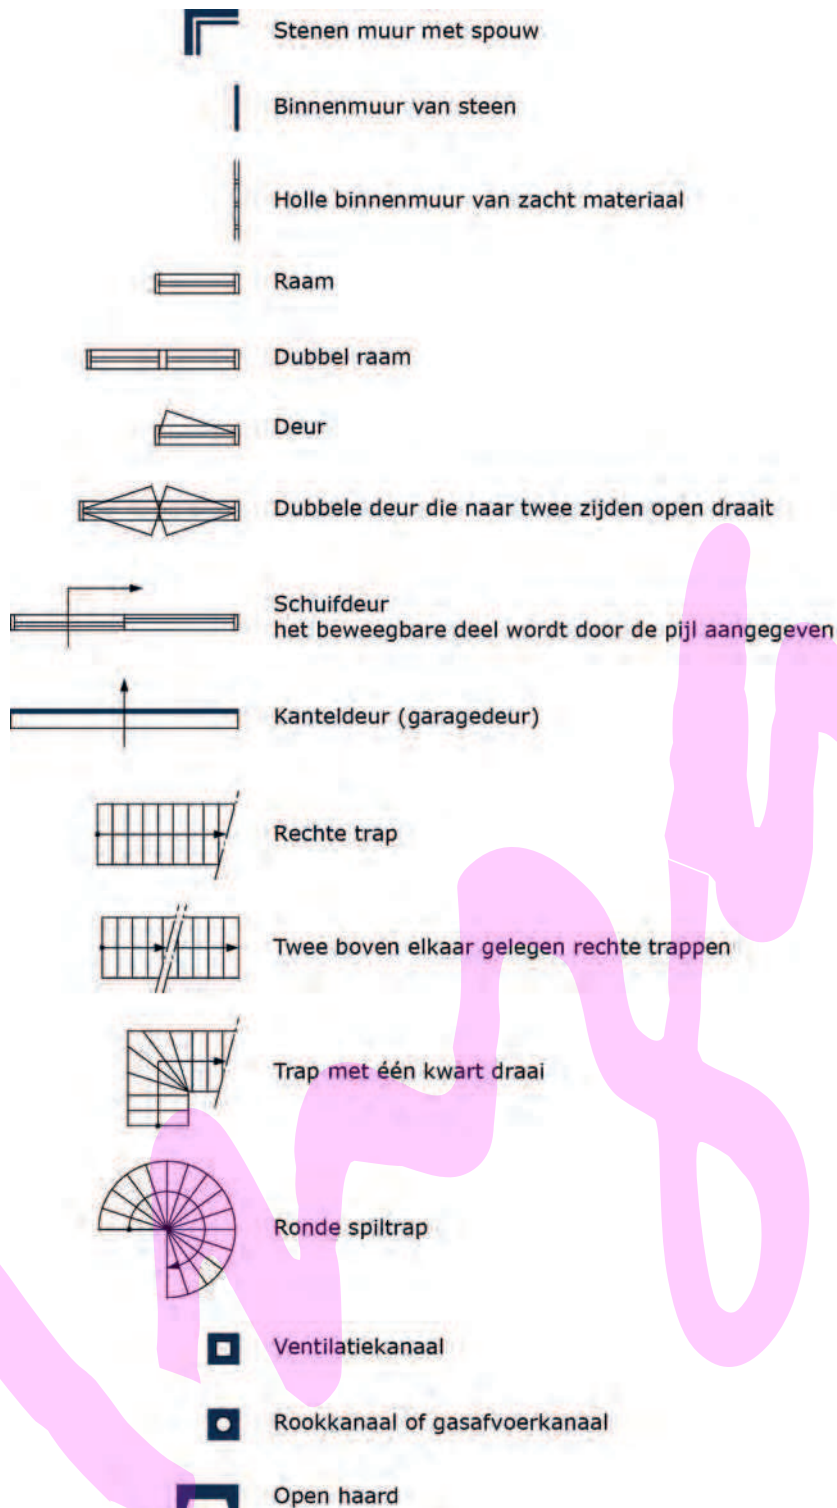 Stenen muur met spouw
Binnenmuur van steen
Holle binnenmuur van zacht materiaal
Raam
Dubbel raam
Deur
Dubbele deur die naar twee zijden open draait
Schuifdeur
het beweegbare deel wordt door de pijl aangegeven
Kanteldeur (garagedeur)
Rechte trap
Twee boven elkaar gelegen rechte trappen
Trap met één kwart draai
Ronde spiltrap
Ventilatiekanaal
Rookkanaal of gasafvoerkanaal
Open haard